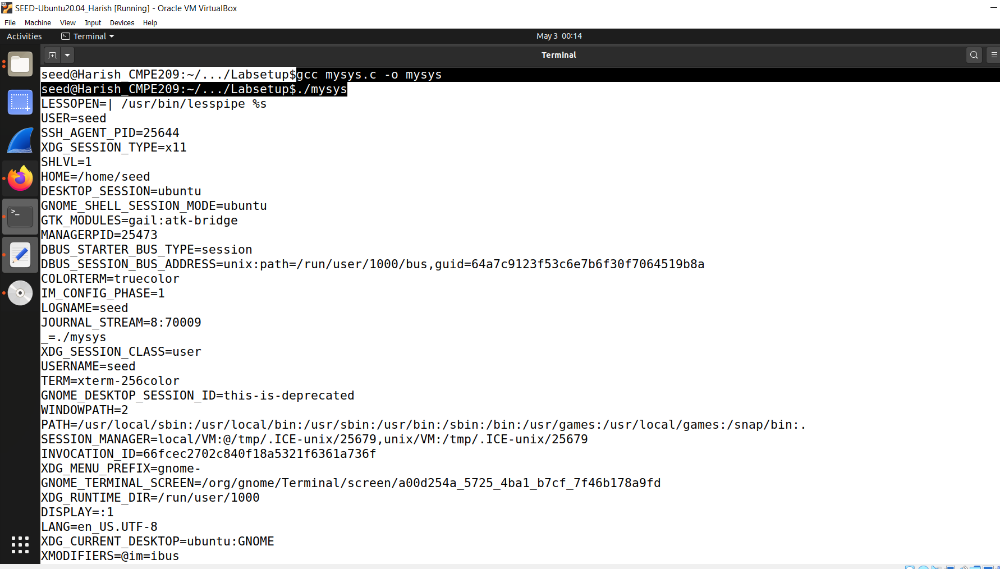 SEED-Ubuntu20.04_Harish [Running] - Oracle VM VirtualBox
File Machine View Input Devices Help
Activities Terminal May 3 00:14
Terminal
seed@Harish_CMPE209:~/.../Labsetup$gcc mysys.c -o mysys
seed@Harish_CMPE209:~/.../Labsetup$./mysys
LESSOPEN=| /usr/bin/lesspipe %s
USER=seed
SSH_AGENT_PID=25644
XDG_SESSION_TYPE=x11
SHLVL=1
HOME=/home/seed
DESKTOP_SESSION=ubuntu
GNOME_SHELL_SESSION_MODE=ubuntu
GTK_MODULES=gail:atk-bridge
MANAGERPID=25473
DBUS_STARTER_BUS_TYPE=session
DBUS_SESSION_BUS_ADDRESS=unix:path=/run/user/1000/bus,guid=64a7c9123f53c6e7b6f30f7064519b8a
COLORTERM=truecolor
IM_CONFIG_PHASE=1
LOGNAME=seed
JOURNAL_STREAM=8:70009
_=./mysys
XDG_SESSION_CLASS=user
USERNAME=seed
TERM=xterm-256color
GNOME_DESKTOP_SESSION_ID=this-is-deprecated
WINDOWPATH=2
PATH=/usr/local/sbin:/usr/local/bin:/usr/sbin:/usr/bin:/sbin:/bin:/usr/games:/usr/local/games:/snap/bin:.
SESSION_MANAGER=local/VM:@/tmp/.ICE-unix/25679,unix/VM:/tmp/.ICE-unix/25679
INVOCATION_ID=66fcec2702c840f18a5321f6361a736f
XDG_MENU_PREFIX=gnome-
GNOME_TERMINAL_SCREEN=/org/gnome/Terminal/screen/a00d254a_5725_4ba1_b7cf_7f46b178a9fd
XDG_RUNTIME_DIR=/run/user/1000
DISPLAY=:1
LANG=en_US.UTF-8
XDG_CURRENT_DESKTOP=ubuntu:GNOME
XMODIFIERS=@im=ibus